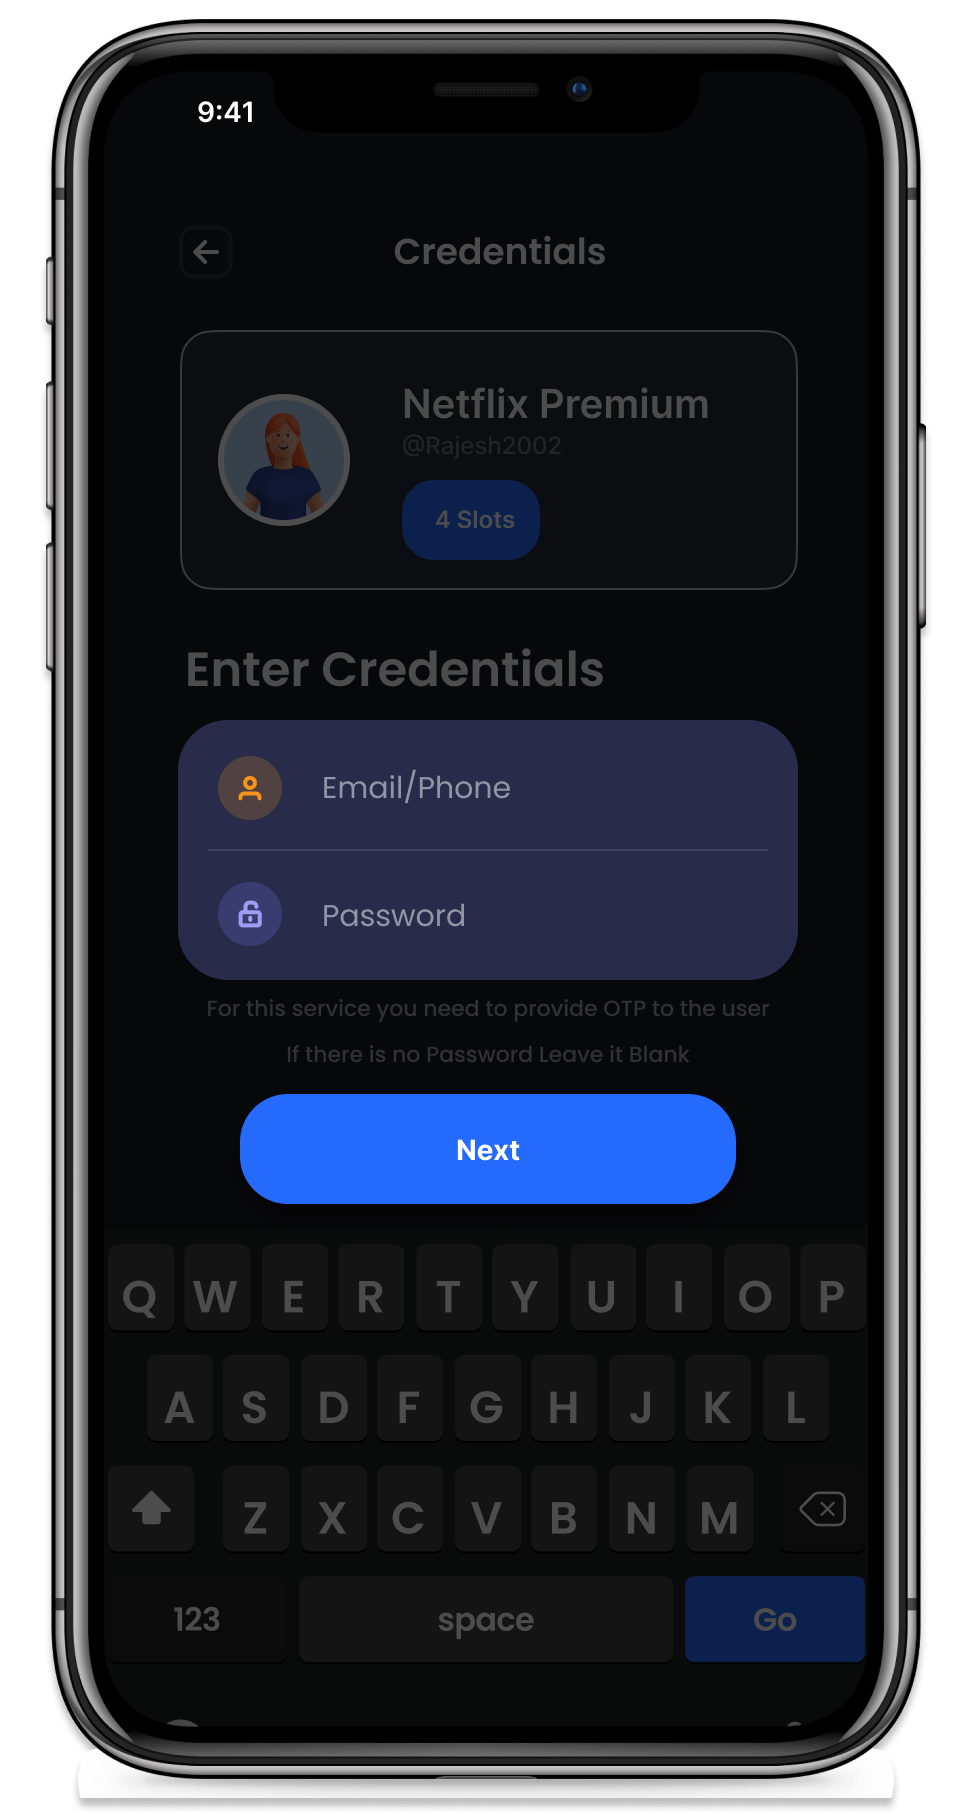 9:41
Credentials
Netflix Premium
@Rajesh2002
4 Slots
Enter Credentials
Email/Phone
Password
For this service you need to provide OTP to the user
If there is no Password Leave it Blank
Next
Q W E R T Y U I O P
A S D F G H J K L
Z X C V B N M
123 space Go